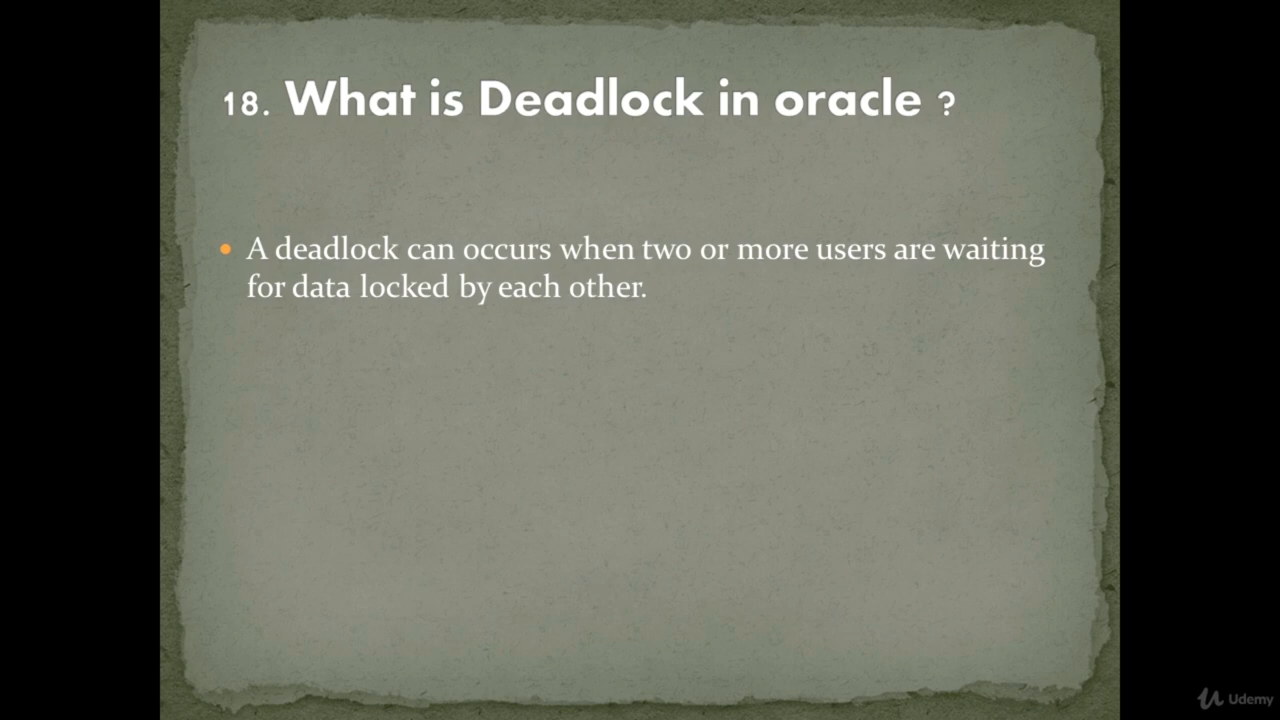 18. What is Deadlock in oracle ?
• A deadlock can occurs when two or more users are waiting
for data locked by each other.
Udemy